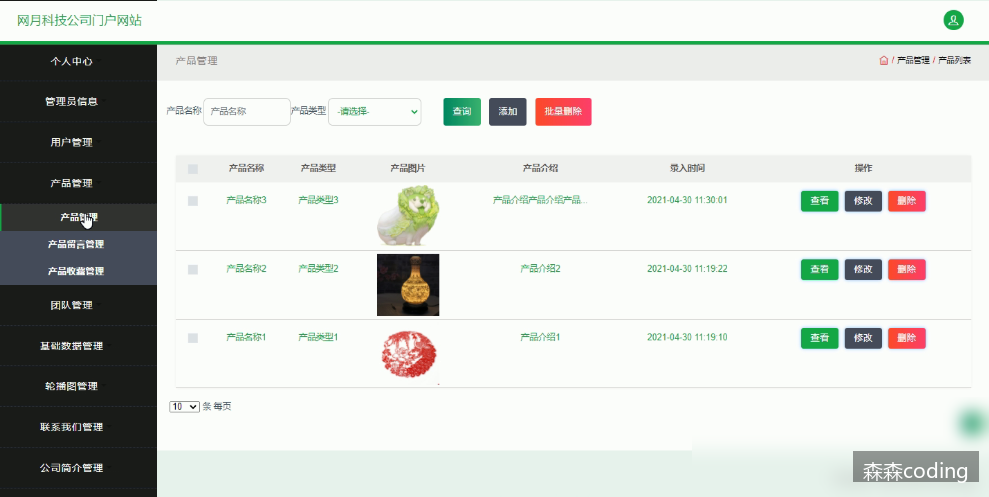 网月科技公司门户网站
个人中心
管理员信息
用户管理
产品管理
产品管理
产品留言管理
产品收藏管理
团队管理
基础数据管理
轮播图管理
联系我们管理
公司简介管理
产品管理
/ 产品管理 / 产品列表
产品名称 产品名称 产品类型 -请选择- 查询 添加 批量删除
产品名称 产品类型 产品图片 产品介绍 录入时间 操作
产品名称3 产品类型3 产品介绍产品介绍产品... 2021-04-30 11:30:01 查看 修改 删除
产品名称2 产品类型2 产品介绍2 2021-04-30 11:19:22 查看 修改 删除
产品名称1 产品类型1 产品介绍1 2021-04-30 11:19:10 查看 修改 删除
10 条 每页
森森coding